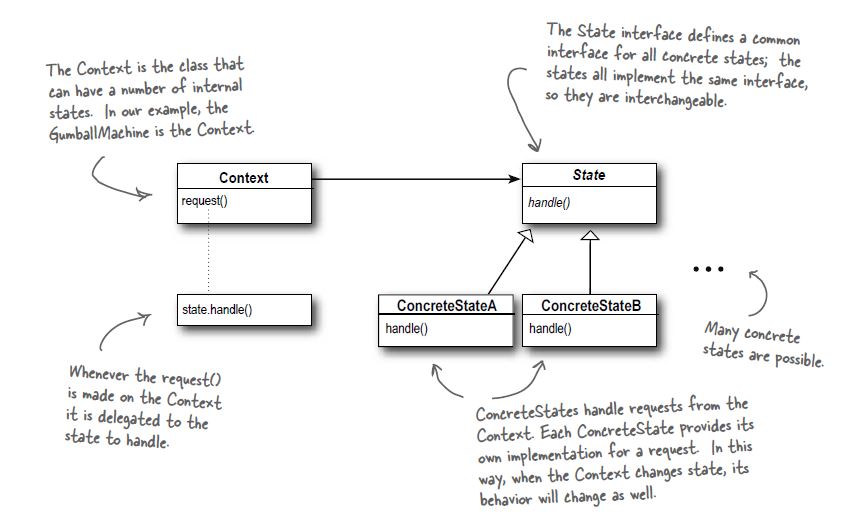 The Context is the class that
can have a number of internal
states. In our example, the
GumballMachine is the Context.
The State interface defines a common
interface for all concrete states; the
states all implement the same interface,
so they are interchangeable.
Context
request()
State
handle()
state.handle()
ConcreteStateA
handle()
ConcreteStateB
handle()
...
Many concrete
states are possible.
Whenever the request()
is made on the Context
it is delegated to the
state to handle.
ConcreteStates handle requests from the
Context. Each ConcreteState provides its
own implementation for a request. In this
way, when the Context changes state, its
behavior will change as well.